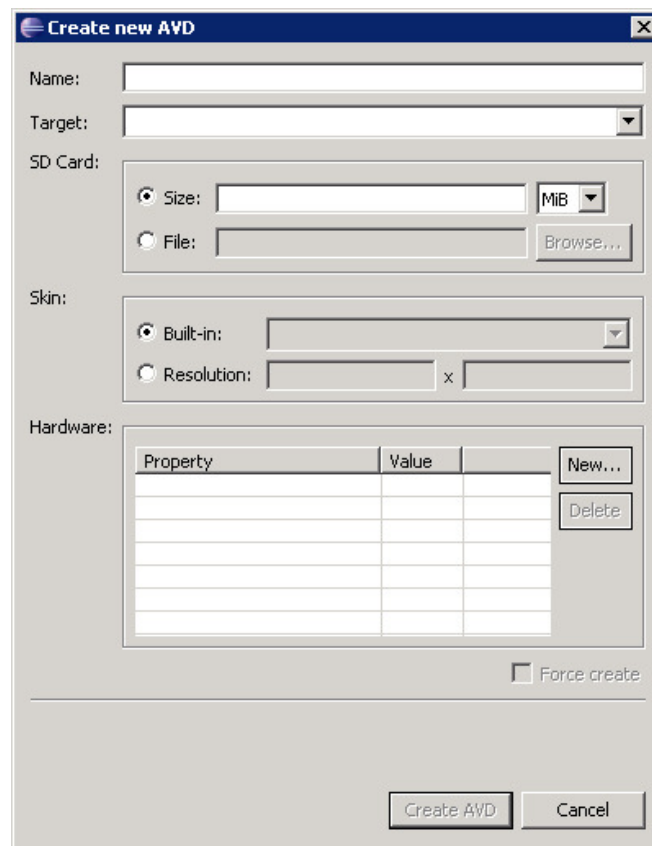 Create new AVD
Name:
Target:
SD Card:
Size: MiB
File: Browse...
Skin:
Built-in:
Resolution: x
Hardware:
Property Value New...
Delete
Force create
Create AVD Cancel